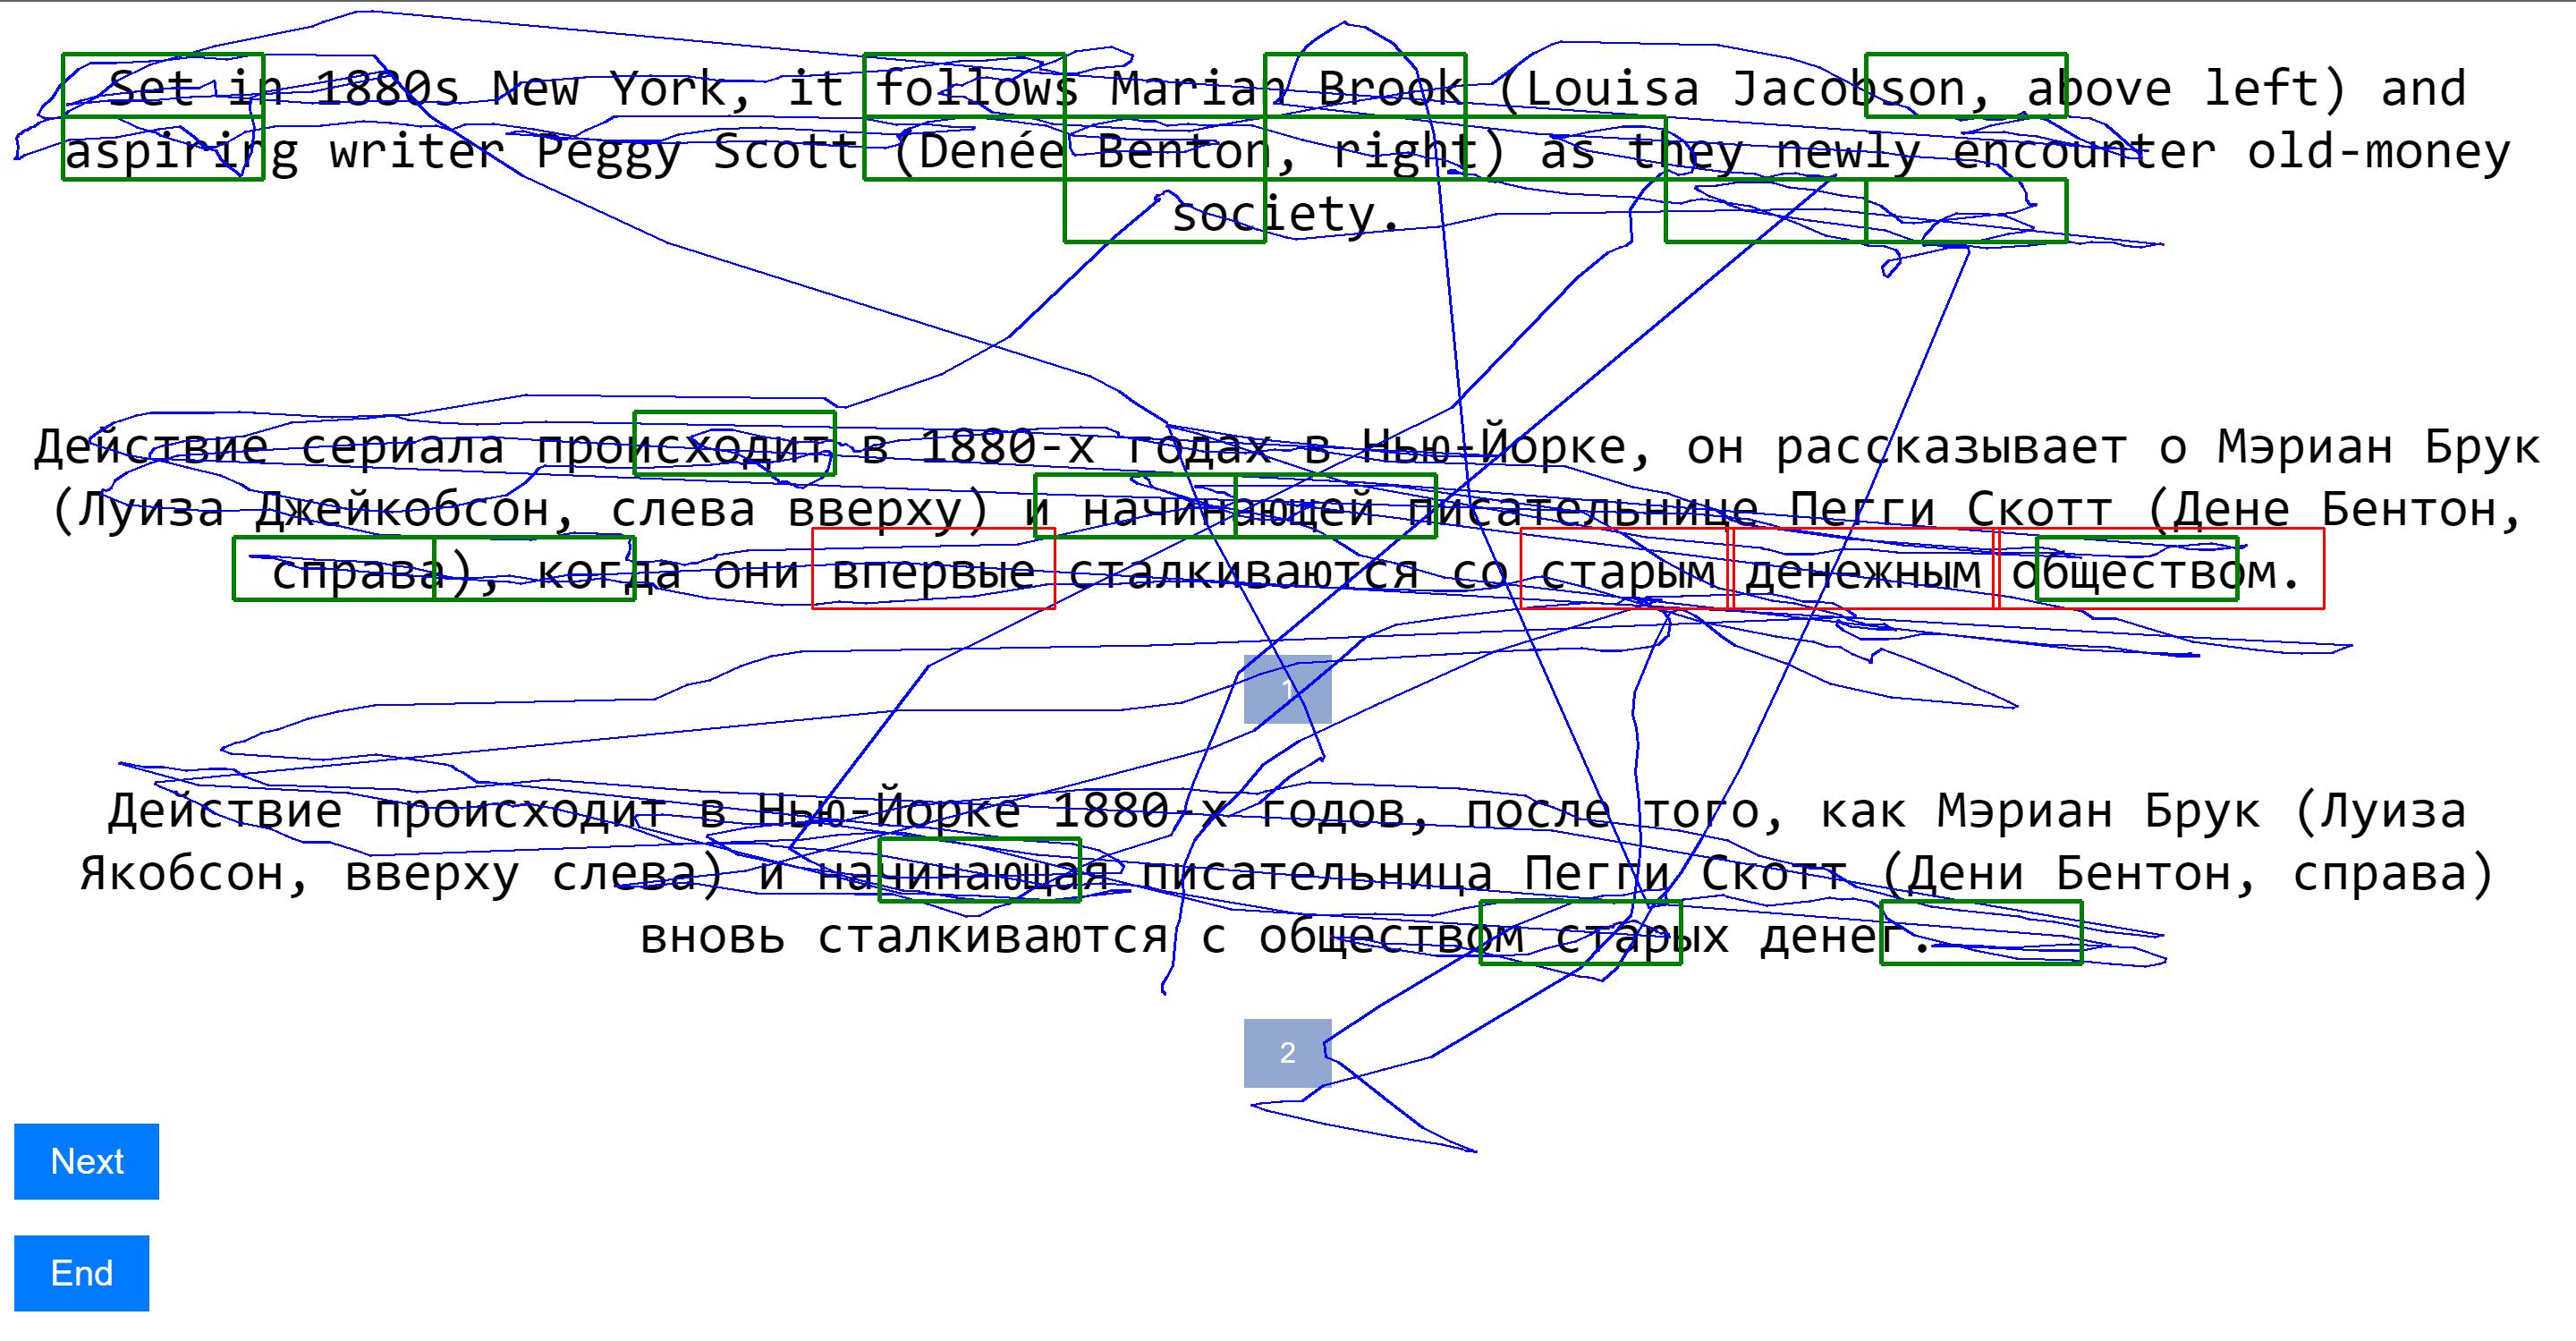 Set in 1880s New York, it follows Marian Brook (Louisa Jacobson, above left) and
aspiring writer Peggy Scott (Denée Benton, right) as they newly encounter old-money
society.
Действие сериала происходит в 1880-х годах в Нью-Йорке, он рассказывает о Мэриан Брук
(Луиза Джейкобсон, слева вверху) и начинающей писательнице Пегги Скотт (Дене Бентон,
справа), когда они впервые сталкиваются со старым денежным обществом.
1
Действие происходит в Нью-Йорке 1880-х годов, после того, как Мэриан Брук (Луиза
Якобсон, вверху слева) и начинающая писательница Пегги Скотт (Дени Бентон, справа)
вновь сталкиваются с обществом старых денег.
2
Next
End